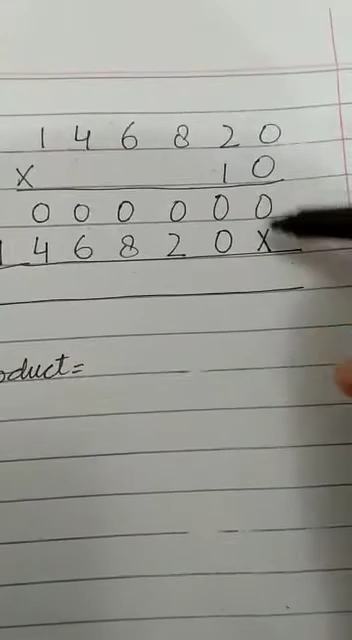 1 4 6 8 2 0
X 1 0
0 0 0 0 0 0
1 4 6 8 2 0 X
oduct=